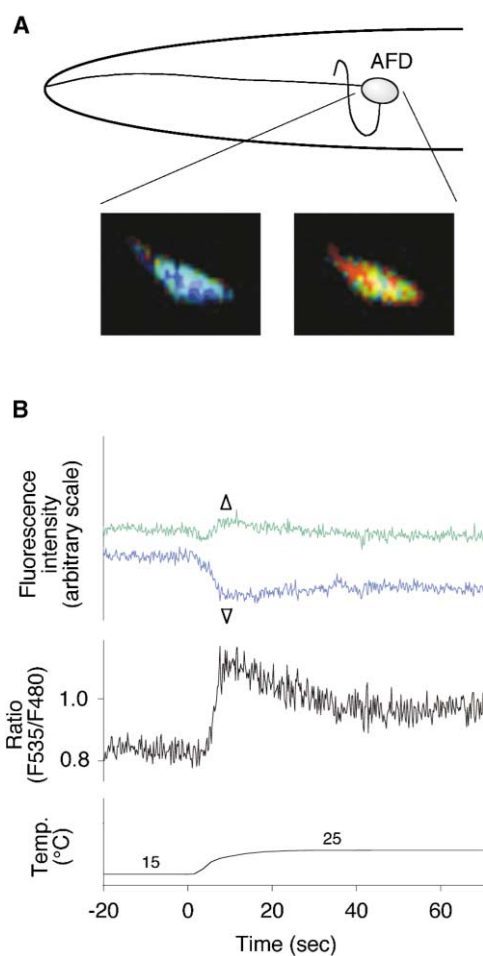 A
AFD
B
Fluorescence
intensity
(arbitrary scale)
Δ
∇
Ratio
(F535/F480)
1.0
0.8
Temp.
(°C)
15
25
-20
0
20
40
60
Time (sec)